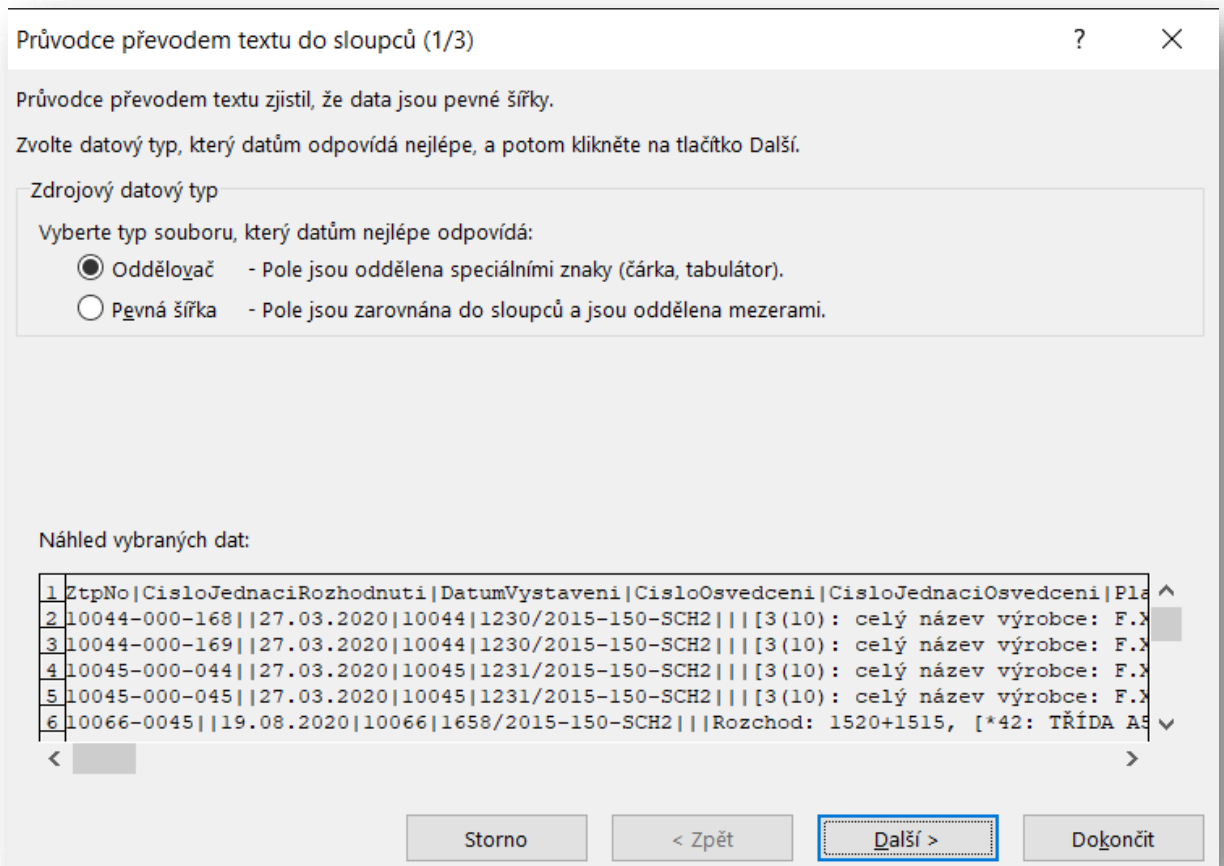 Průvodce převodem textu do sloupců (1/3) ? ×
Průvodce převodem textu zjistil, že data jsou pevné šířky.
Zvolte datový typ, který datům odpovídá nejlépe, a potom klikněte na tlačítko Další.
Zdrojový datový typ
Vyberte typ souboru, který datům nejlépe odpovídá:
Oddělovač - Pole jsou oddělena speciálními znaky (čárka, tabulátor).
Pevná šířka - Pole jsou zarovnána do sloupců a jsou oddělena mezerami.
Náhled vybraných dat:
1 ZtpNo|CisloJednaciRozhodnuti|DatumVystaveni|CisloOsvedceni|CisloJednaciOsvedceni|Pla
2 10044-000-168||27.03.2020|10044|1230/2015-150-SCH2|||[3(10): celý název výrobce: F.X
3 10044-000-169||27.03.2020|10044|1230/2015-150-SCH2|||[3(10): celý název výrobce: F.X
4 10045-000-044||27.03.2020|10045|1231/2015-150-SCH2|||[3(10): celý název výrobce: F.X
5 10045-000-045||27.03.2020|10045|1231/2015-150-SCH2|||[3(10): celý název výrobce: F.X
6 10066-0045||19.08.2020|10066|1658/2015-150-SCH2|||Rozchod: 1520+1515, [*42: TŘÍDA A5
Storno < Zpět Další > Dokončit